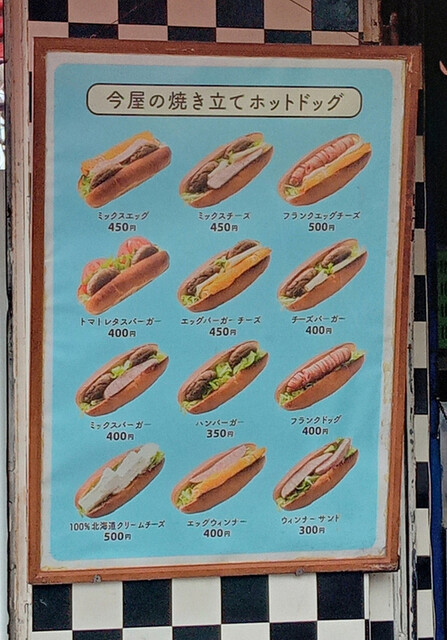 今屋の焼き立てホットドッグ
ミックスエッグ
450円
ミックスチーズ
450円
フランクエッグチーズ
500円
トマトレタスバーガー
400円
エッグバーガーチーズ
450円
チーズバーガー
400円
ミックスバーガー
400円
ハンバーガー
350円
フランクドッグ
400円
100%北海道クリームチーズ
500円
エッグウィンナー
400円
ウィンナーサンド
300円